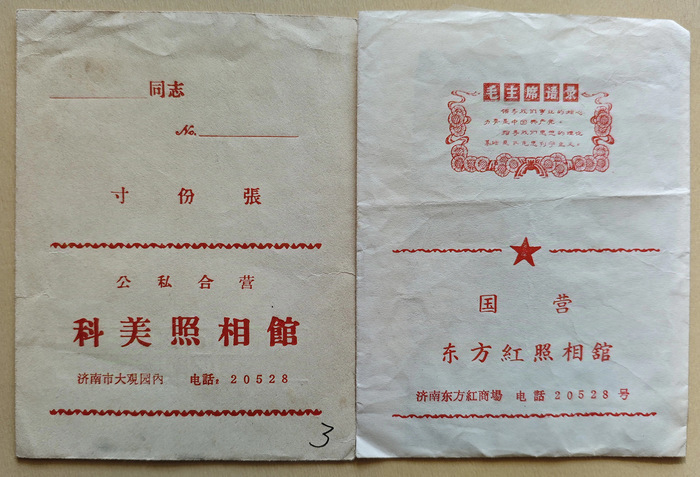 同志
No.
寸 份 張
公私合营
科美照相館
济南市大观园内 电話：20528
3
毛主席语录
领导我们事业的核心
力量是中国共产党。
指导我们思想的理论
基础是马克思列宁主义。
国营
东方紅照相舘
济南东方紅商場 电話 20528 号